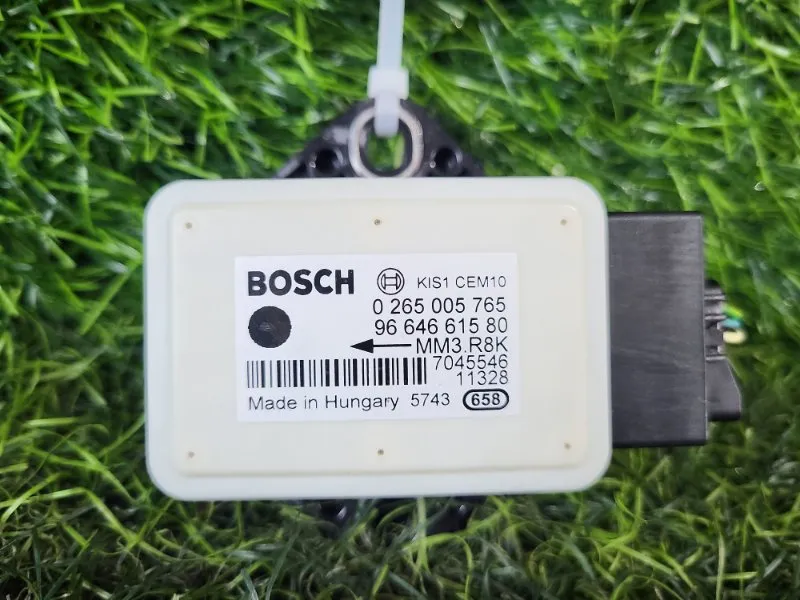 BOSCH KIS1 CEM10
0 265 005 765
96 646 615 80
MM3.R8K
7045546
11328
Made in Hungary 5743 658